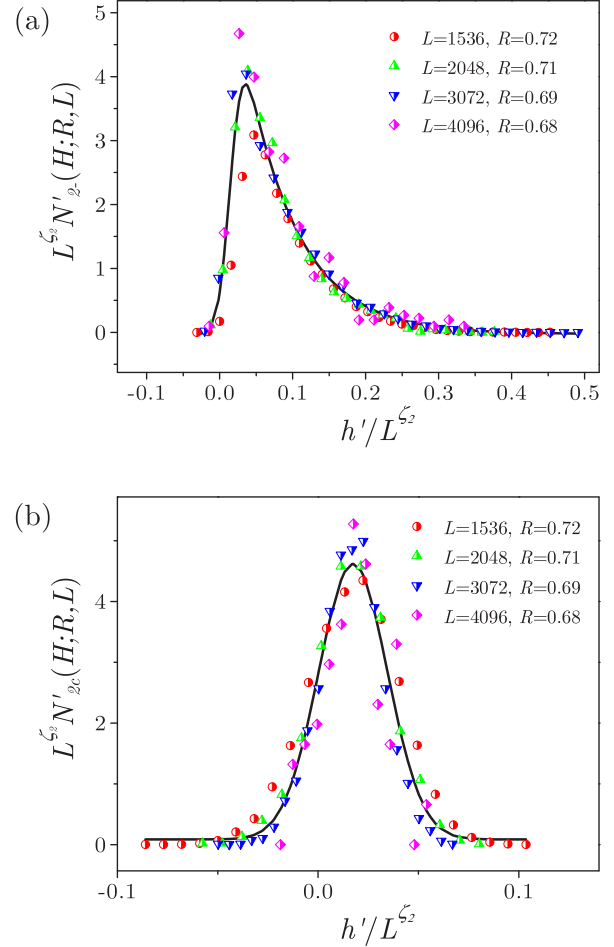 (a)
L^ζ₂ N'₂₋(H;R,L)
5
4
3
2
1
0
L=1536, R=0.72
L=2048, R=0.71
L=3072, R=0.69
L=4096, R=0.68
-0.1 0.0 0.1 0.2 0.3 0.4 0.5
h'/L^ζ₂
(b)
L^ζ₂ N'₂c(H;R,L)
4
2
0
L=1536, R=0.72
L=2048, R=0.71
L=3072, R=0.69
L=4096, R=0.68
-0.1 0.0 0.1
h'/L^ζ₂